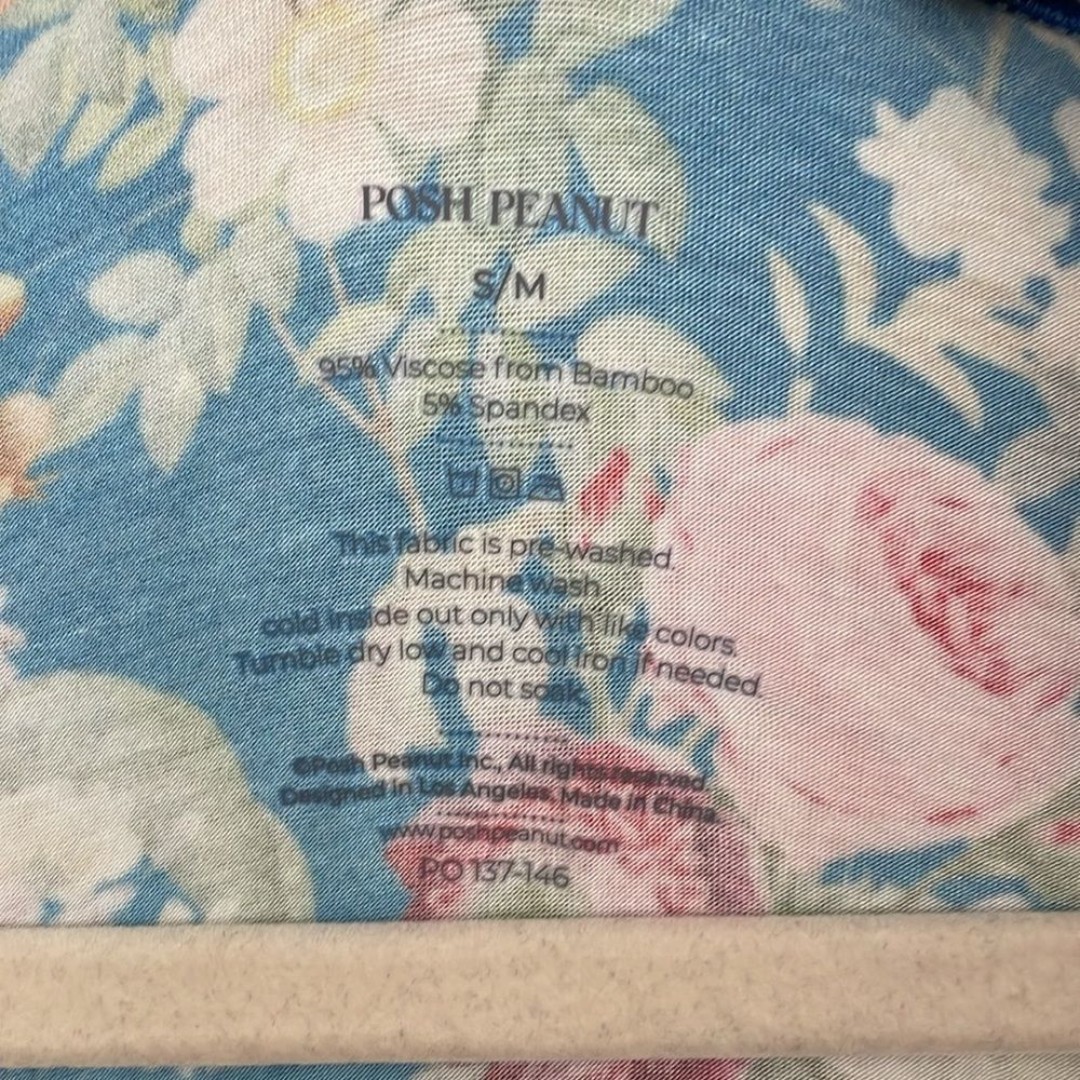 POSH PEANUT
S/M
95% Viscose from Bamboo
5% Spandex
This fabric is pre-washed.
Machine wash
cold inside out only with like colors.
Tumble dry low and cool iron if needed.
Do not soak
©Posh Peanut Inc., All rights reserved.
Designed in Los Angeles, Made in China.
www.poshpeanut.com
PO 137-146